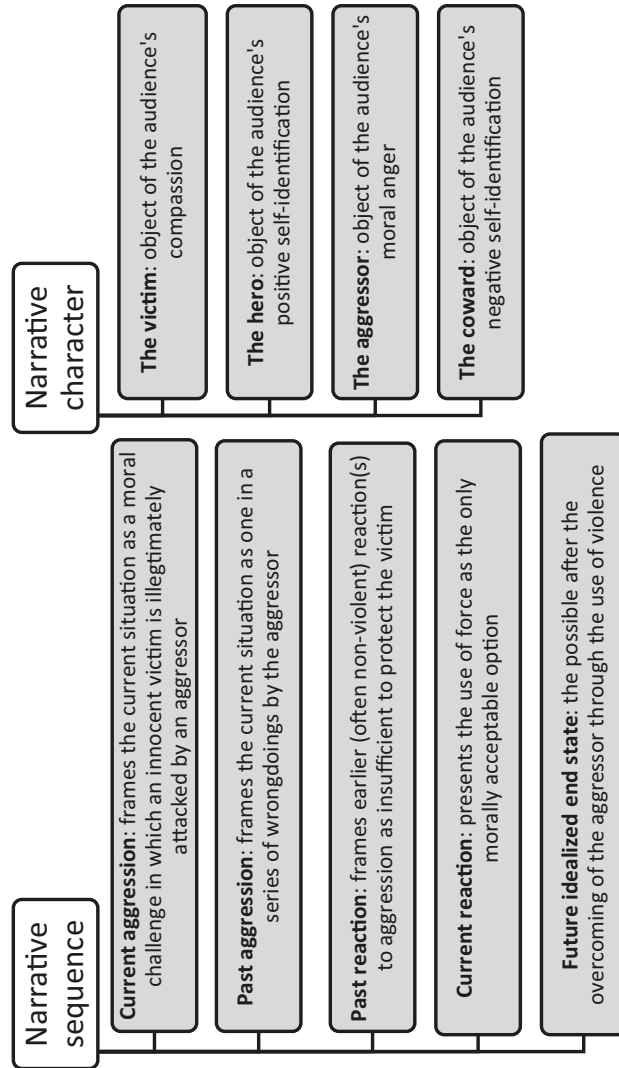 Narrative
sequence
Current aggression: frames the current situation as a moral
challenge in which an innocent victim is illegitimately
attacked by an aggressor
Past aggression: frames the current situation as one in a
series of wrongdoings by the aggressor
Past reaction: frames earlier (often non-violent) reaction(s)
to aggression as insufficient to protect the victim
Current reaction: presents the use of force as the only
morally acceptable option
Future idealized end state: the possible after the
overcoming of the aggressor through the use of violence
Narrative
character
The victim: object of the audience's
compassion
The hero: object of the audience's
positive self-identification
The aggressor: object of the audience's
moral anger
The coward: object of the audience's
negative self-identification